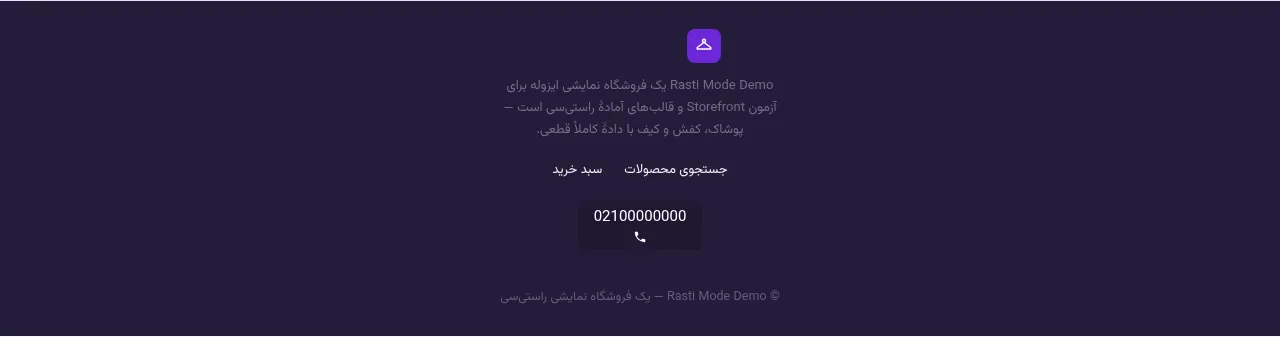 Rasti Mode Demo یک فروشگاه نمایشی ایزوله برای
آزمون Storefront و قالب‌های آمادهٔ راستی‌سی است —
پوشاک، کفش و کیف با دادهٔ کاملاً قطعی.
جستجوی محصولات
سبد خرید
02100000000
© Rasti Mode Demo — یک فروشگاه نمایشی راستی‌سی